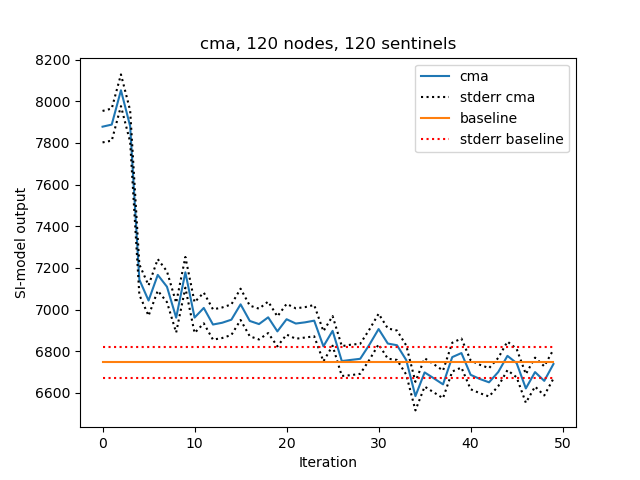 cma, 120 nodes, 120 sentinels
cma
stderr cma
baseline
stderr baseline
SI-model output
8200
8000
7800
7600
7400
7200
7000
6800
6600
0 10 20 30 40 50
Iteration